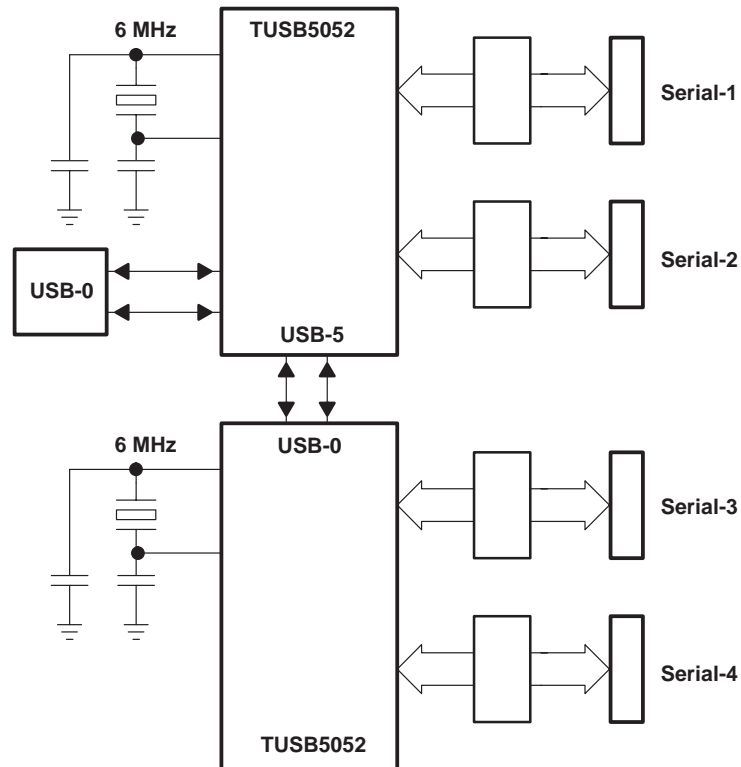 6 MHz
TUSB5052
Serial-1
Serial-2
USB-0
USB-5
6 MHz
USB-0
Serial-3
Serial-4
TUSB5052